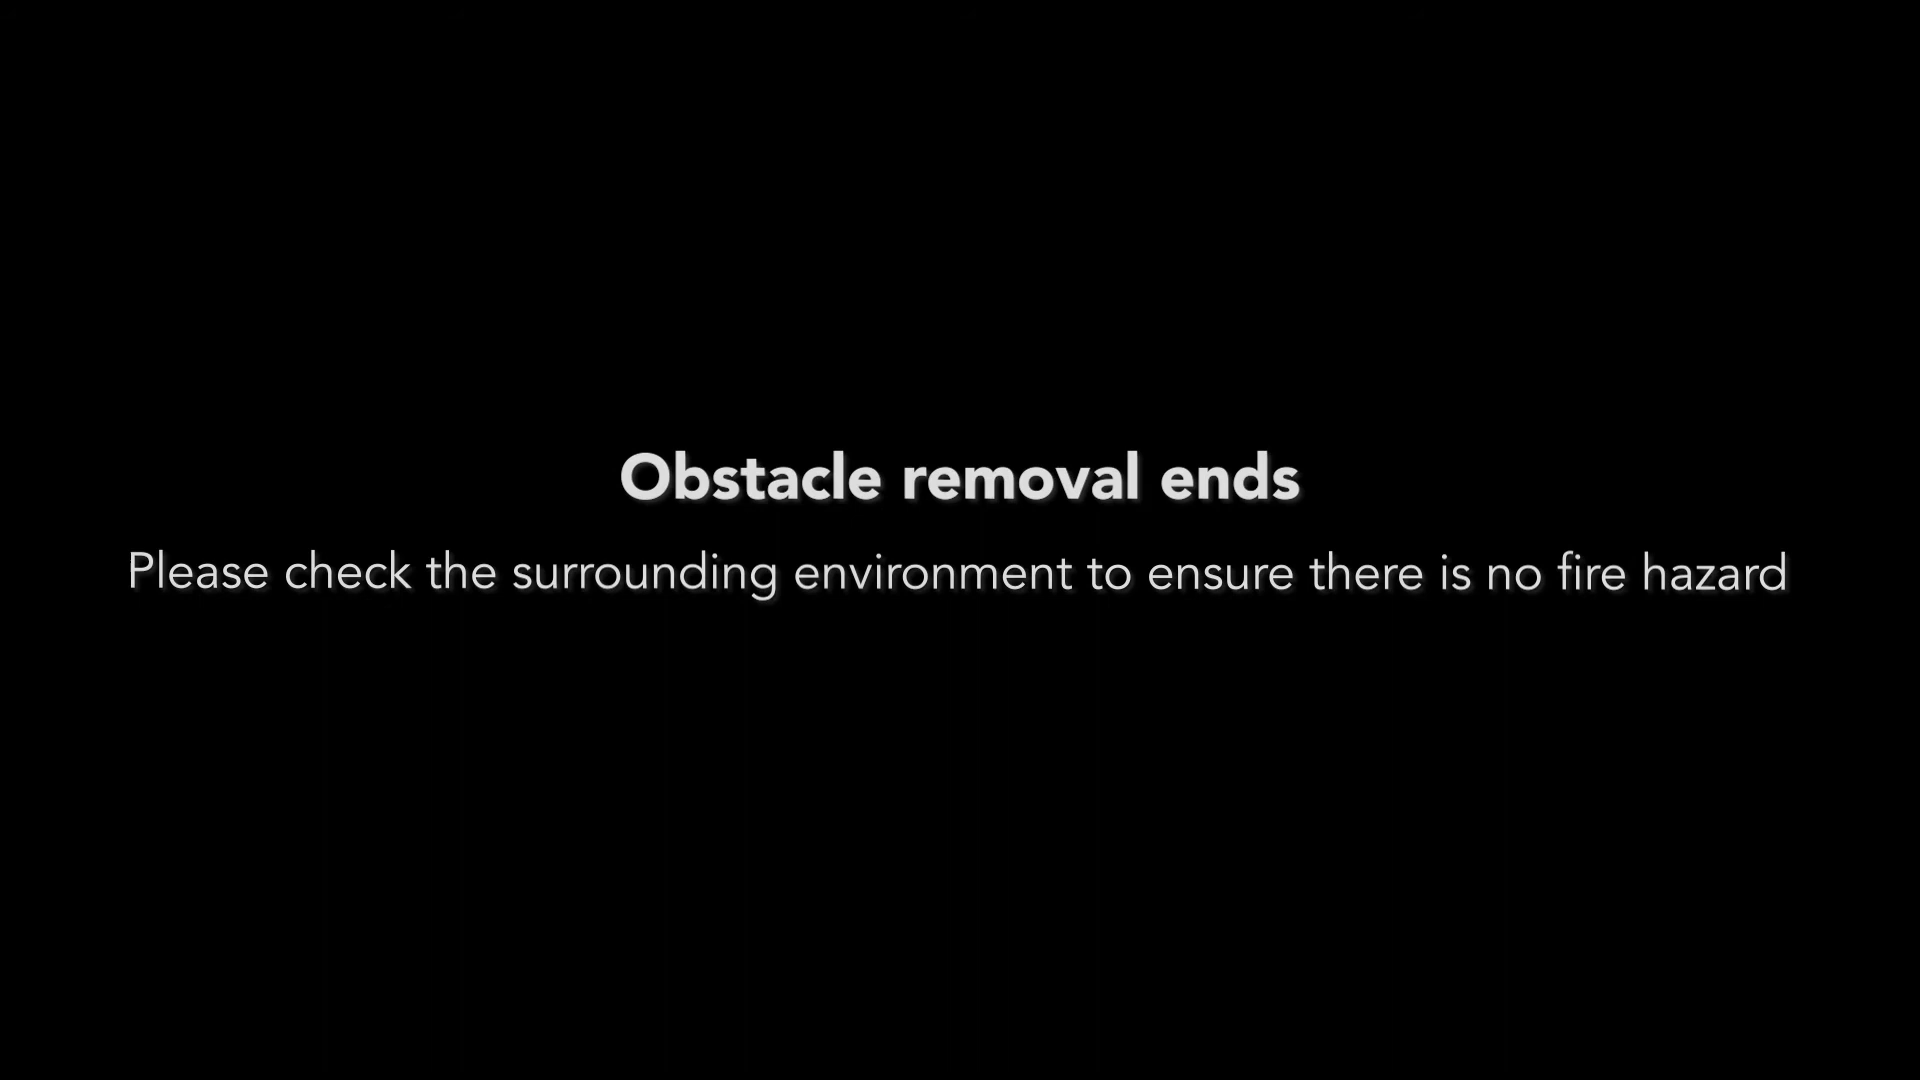 Obstacle removal ends
Please check the surrounding environment to ensure there is no fire hazard